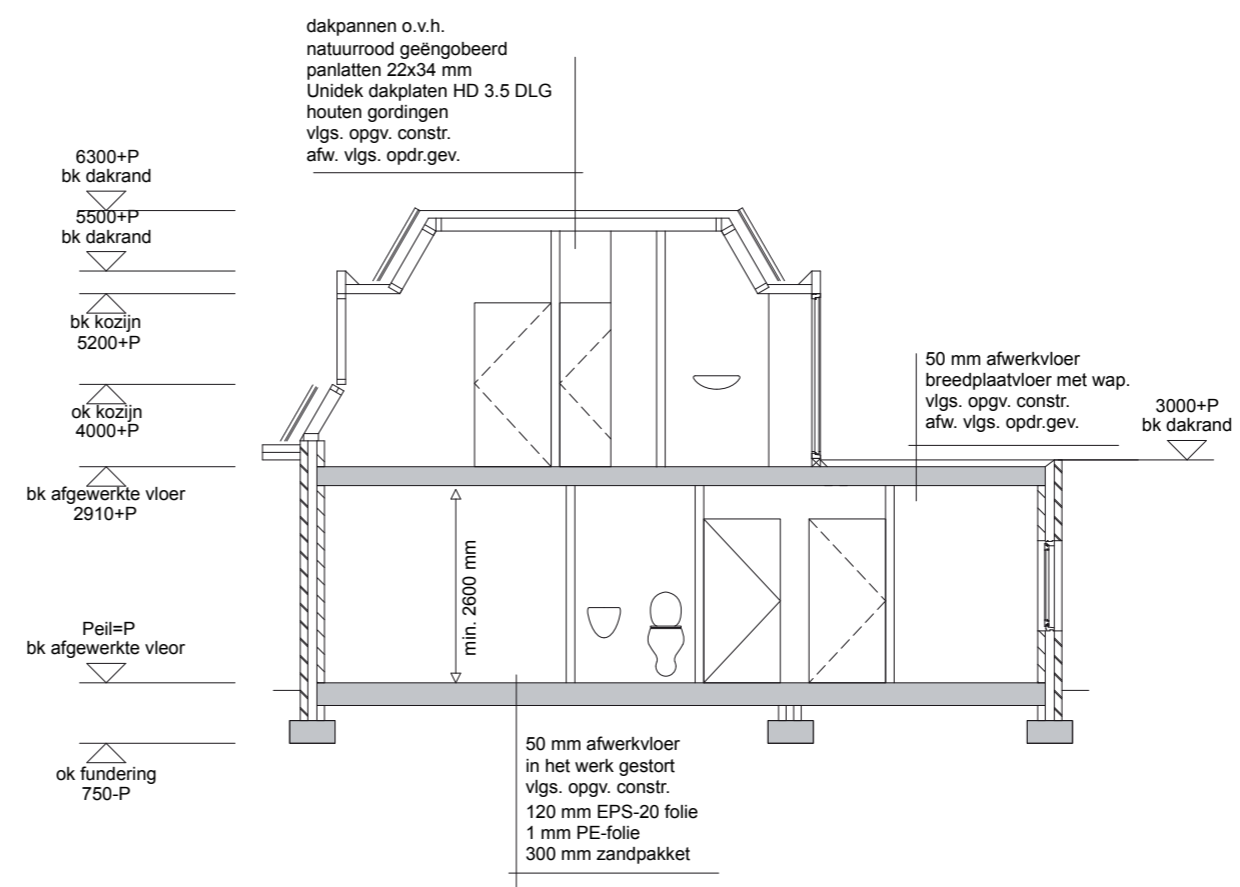 dakpannen o.v.h.
natuurrood geëngobeerd
panlatten 22x34 mm
Unidek dakplaten HD 3.5 DLG
houten gordingen
vlgs. opgv. constr.
afw. vlgs. opdr.gev.
6300+P
bk dakrand
5500+P
bk dakrand
bk kozijn
5200+P
ok kozijn
4000+P
bk afgewerkte vloer
2910+P
Peil=P
bk afgewerkte vleor
ok fundering
750-P
min. 2600 mm
50 mm afwerkvloer
breedplaatvloer met wap.
vlgs. opgv. constr.
afw. vlgs. opdr.gev.
3000+P
bk dakrand
50 mm afwerkvloer
in het werk gestort
vlgs. opgv. constr.
120 mm EPS-20 folie
1 mm PE-folie
300 mm zandpakket